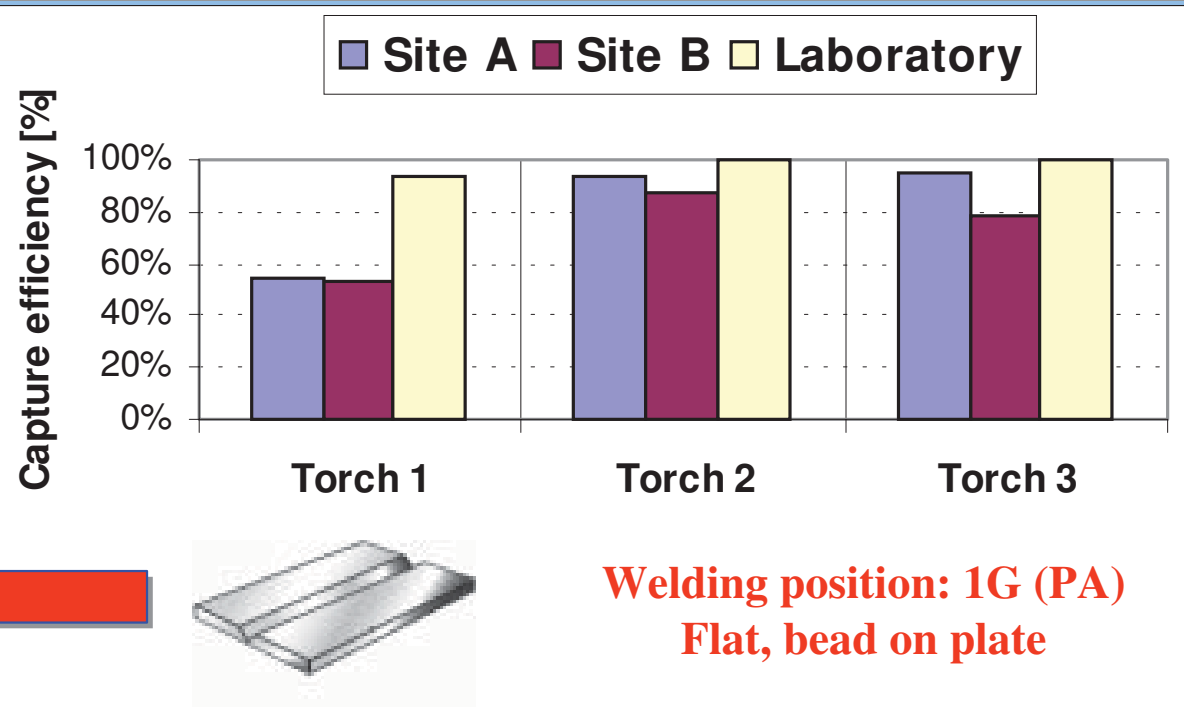 Site A Site B Laboratory
Capture efficiency [%]
100%
80%
60%
40%
20%
0%
Torch 1 Torch 2 Torch 3
Welding position: 1G (PA)
Flat, bead on plate